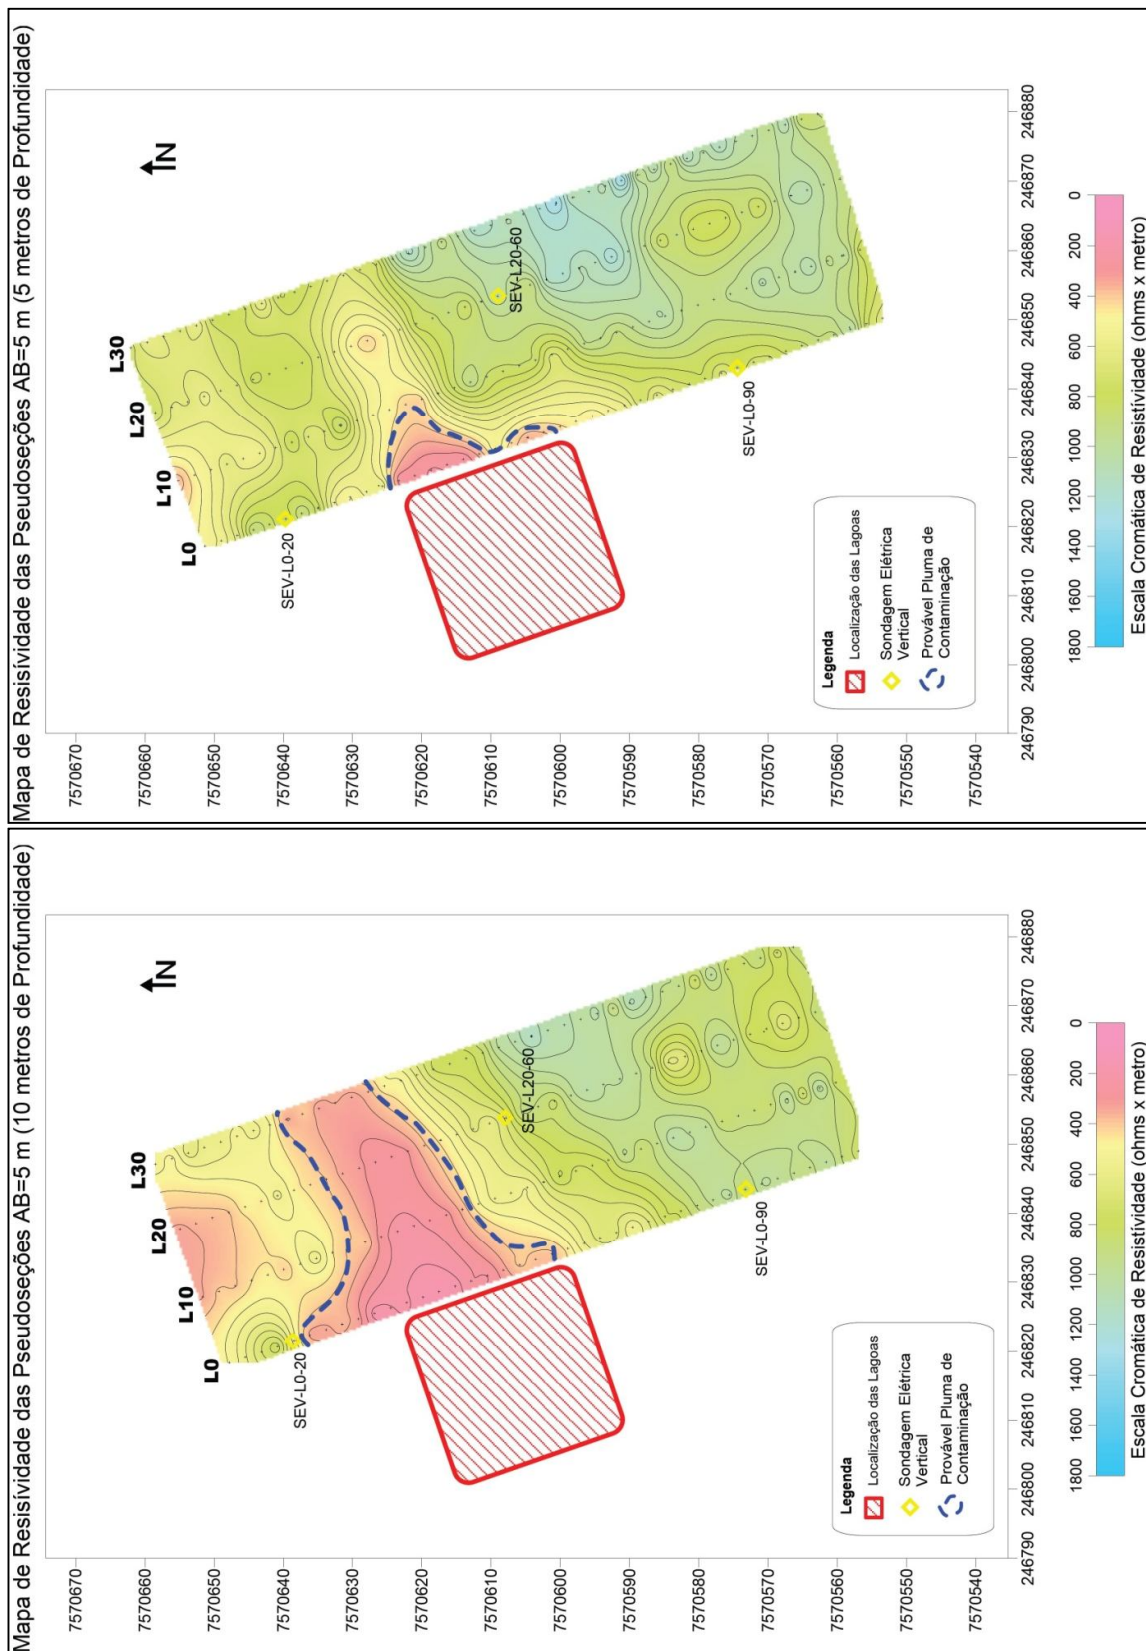 Mapa de Resisividade das Pseudoseções AB=5 m (5 metros de Profundidade)
N
L30
L20
L10
L0
SEV-L0-20
SEV-L20-60
SEV-L0-90
Legenda
Localização das Lagoas
Sondagem Elétrica
Vertical
Provável Pluma de
Contaminação
7570670
7570660
7570650
7570640
7570630
7570620
7570610
7570600
7570590
7570580
7570570
7570560
7570550
7570540
246790
246800
246810
246820
246830
246840
246850
246860
246870
246880
1800 1600 1400 1200 1000 800 600 400 200 0
Escala Cromática de Resistividade (ohms x metro)
Mapa de Resisividade das Pseudoseções AB=5 m (10 metros de Profundidade)
N
L30
L20
L10
L0
SEV-L0-20
SEV-L20-60
SEV-L0-90
Legenda
Localização das Lagoas
Sondagem Elétrica
Vertical
Provável Pluma de
Contaminação
7570670
7570660
7570650
7570640
7570630
7570620
7570610
7570600
7570590
7570580
7570570
7570560
7570550
7570540
246790
246800
246810
246820
246830
246840
246850
246860
246870
246880
1800 1600 1400 1200 1000 800 600 400 200 0
Escala Cromática de Resistividade (ohms x metro)